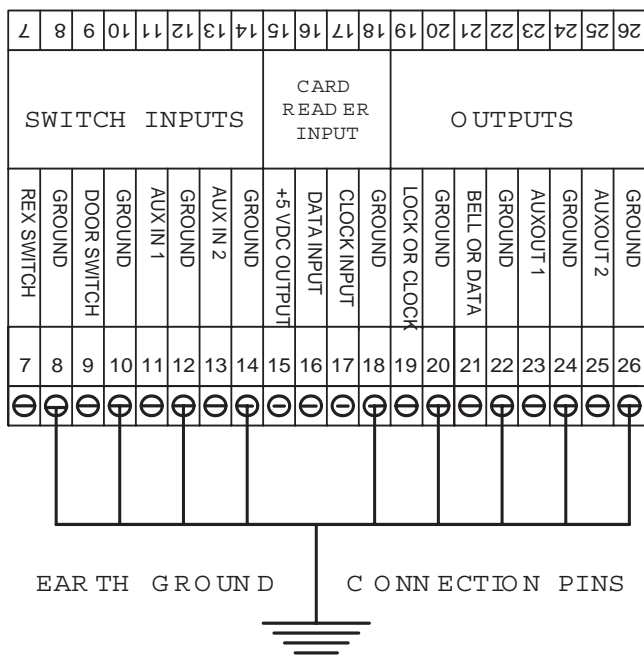 7 8 9 10 11 12 13 14 15 16 17 18 19 20 21 22 23 24 25 26
SWITCH INPUTS
CARD
READER
INPUT
OUTPUTS
REX SWITCH
GROUND
DOOR SWITCH
GROUND
AUX IN 1
GROUND
AUX IN 2
GROUND
+5 VDC OUTPUT
DATA INPUT
CLOCK INPUT
GROUND
LOCK OR CLOCK
GROUND
BELL OR DATA
GROUND
AUXOUT 1
GROUND
AUXOUT 2
GROUND
7 8 9 10 11 12 13 14 15 16 17 18 19 20 21 22 23 24 25 26
EARTH GROUND CONNECTION PINS